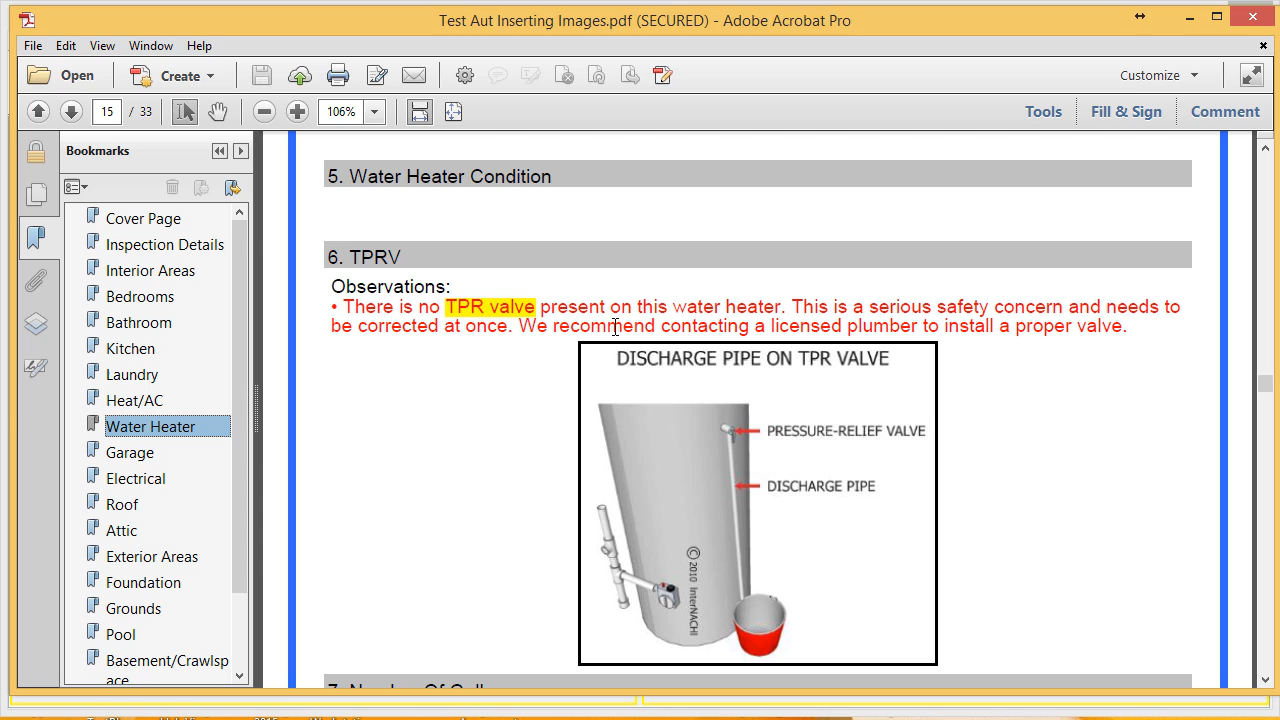 Test Aut Inserting Images.pdf (SECURED) - Adobe Acrobat Pro
File Edit View Window Help
Open Create Customize
15 / 33 106% Tools Fill & Sign Comment
Bookmarks
Cover Page
Inspection Details
Interior Areas
Bedrooms
Bathroom
Kitchen
Laundry
Heat/AC
Water Heater
Garage
Electrical
Roof
Attic
Exterior Areas
Foundation
Grounds
Pool
Basement/Crawlsp
ace
5. Water Heater Condition
6. TPRV
Observations:
• There is no TPR valve present on this water heater. This is a serious safety concern and needs to
be corrected at once. We recommend contacting a licensed plumber to install a proper valve.
DISCHARGE PIPE ON TPR VALVE
PRESSURE-RELIEF VALVE
DISCHARGE PIPE
© 2010 InterNACHI